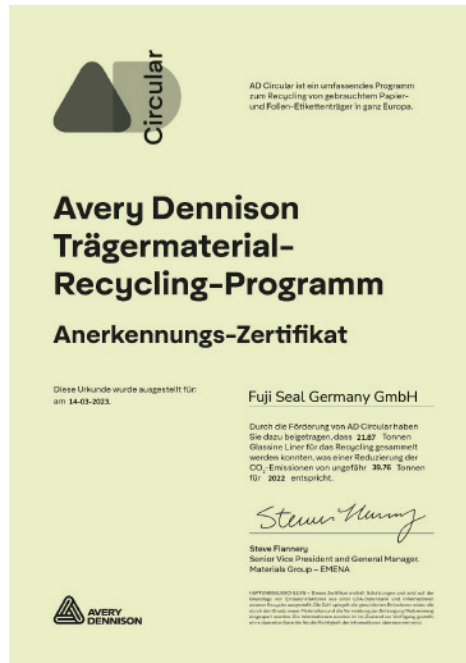 Circular
AD Circular ist ein umfassendes Programm
zum Recycling von gebrauchtem Papier-
und Folien-Etikettenträger in ganz Europa.
Avery Dennison
Trägermaterial-
Recycling-Programm
Anerkennungs-Zertifikat
Diese Urkunde wurde ausgestellt für:
am 14-03-2023.
Fuji Seal Germany GmbH
Durch die Förderung von AD Circular haben
Sie dazu beigetragen, dass 21.87 Tonnen
Glassine Liner für das Recycling gesammelt
werden konnten, was einer Reduzierung der
CO₂-Emissionen von ungefähr 39.76 Tonnen
für 2022 entspricht.
Steve Flannery
Senior Vice President and General Manager,
Materials Group – EMENA
AVERY
DENNISON